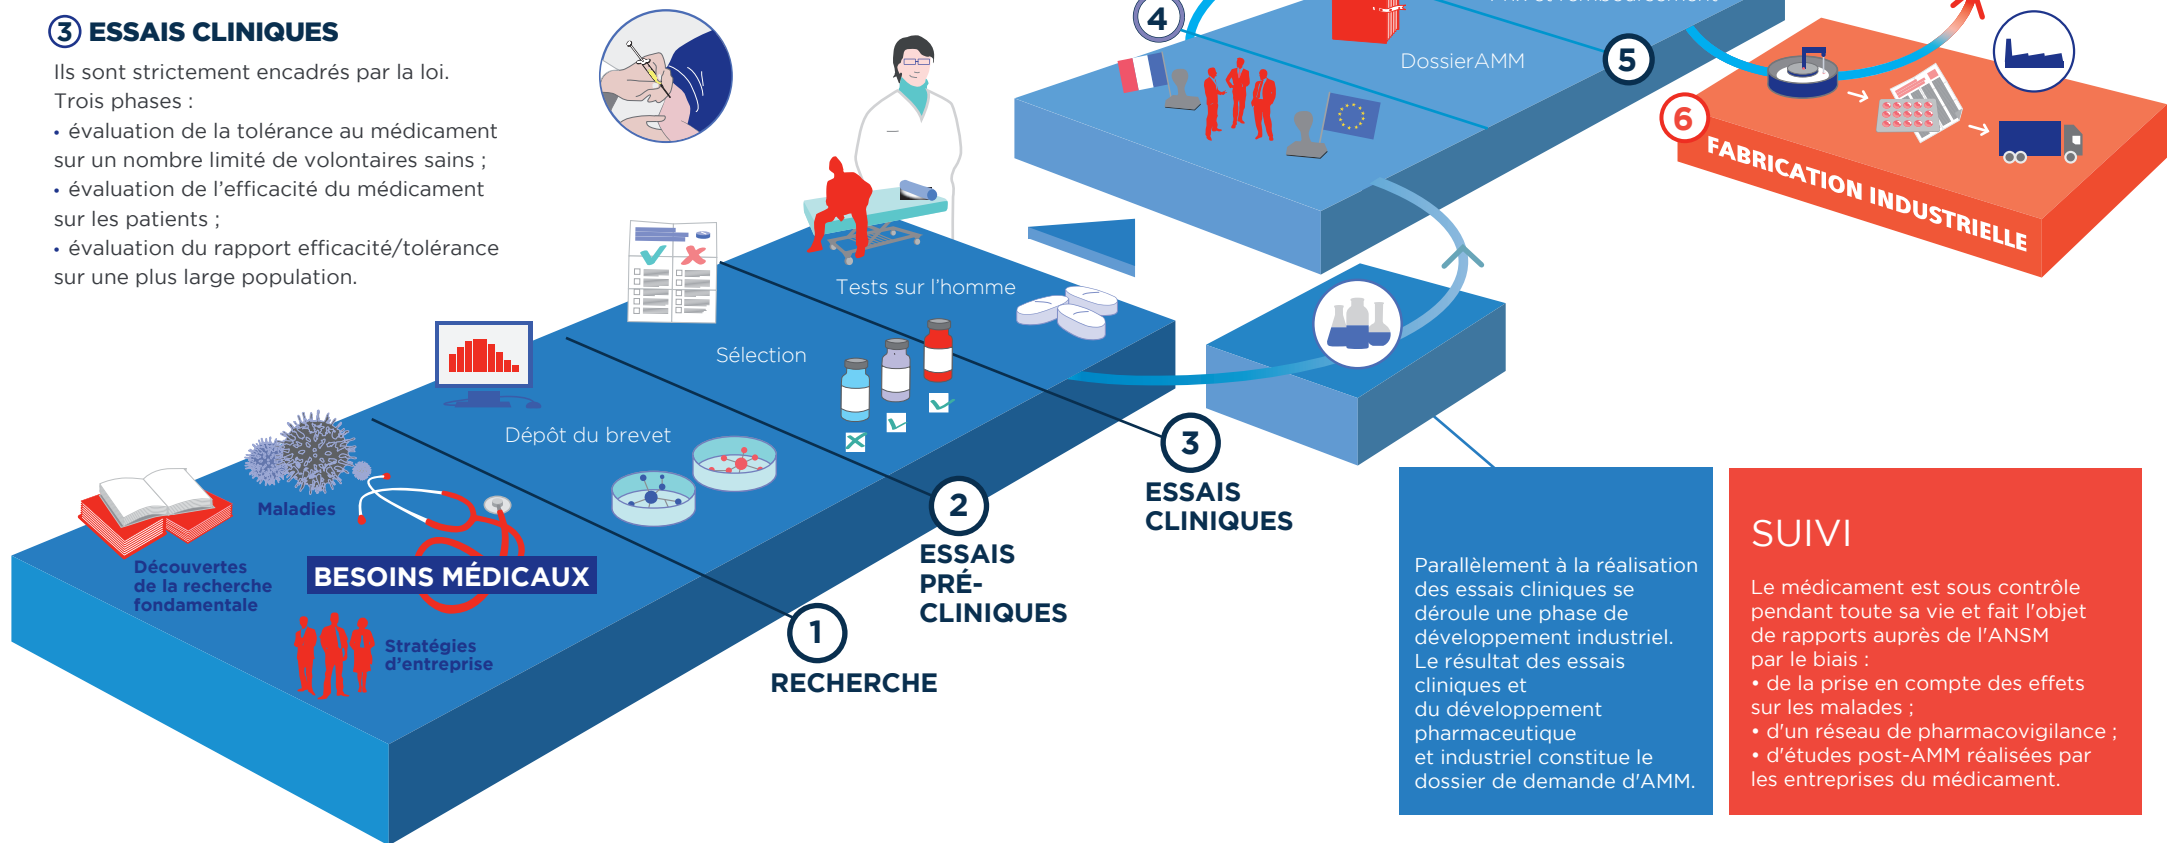 3 ESSAIS CLINIQUES
Ils sont strictement encadrés par la loi.
Trois phases :
• évaluation de la tolérance au médicament
sur un nombre limité de volontaires sains ;
• évaluation de l’efficacité du médicament
sur les patients ;
• évaluation du rapport efficacité/tolérance
sur une plus large population.
4
DossierAMM
5
6
FABRICATION INDUSTRIELLE
Tests sur l’homme
Sélection
Dépôt du brevet
Maladies
Découvertes
de la recherche
fondamentale
BESOINS MÉDICAUX
Stratégies
d’entreprise
1
RECHERCHE
2
ESSAIS
PRÉ-
CLINIQUES
3
ESSAIS
CLINIQUES
Parallèlement à la réalisation
des essais cliniques se
déroule une phase de
développement industriel.
Le résultat des essais
cliniques et
du développement
pharmaceutique
et industriel constitue le
dossier de demande d'AMM.
SUIVI
Le médicament est sous contrôle
pendant toute sa vie et fait l'objet
de rapports auprès de l'ANSM
par le biais :
• de la prise en compte des effets
sur les malades ;
• d'un réseau de pharmacovigilance ;
• d'études post-AMM réalisées par
les entreprises du médicament.